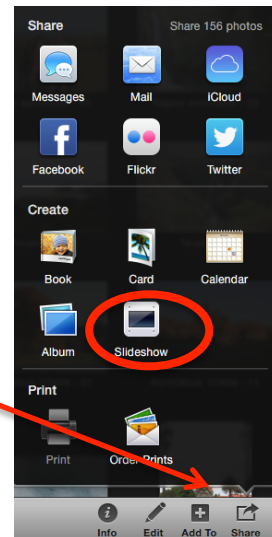 Share Share 156 photos
Messages Mail iCloud
Facebook Flickr Twitter
Create
Book Card Calendar
Album Slideshow
Print
Print Order Prints
Info Edit Add To Share